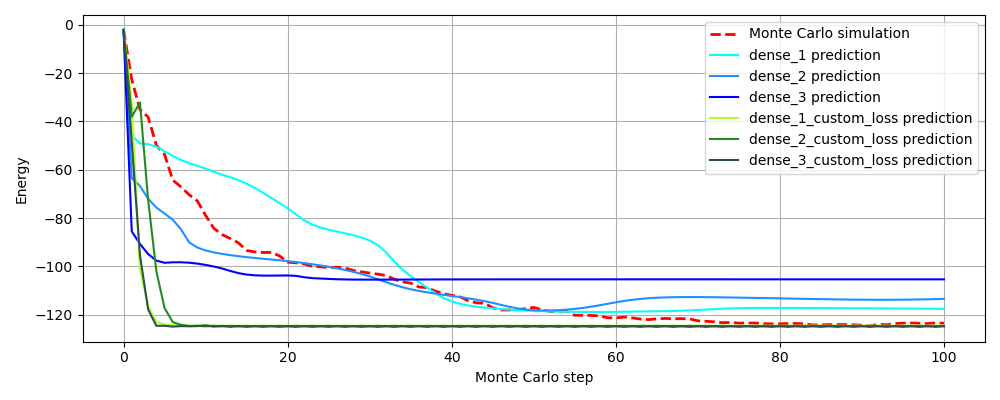 Monte Carlo simulation
dense_1 prediction
dense_2 prediction
dense_3 prediction
dense_1_custom_loss prediction
dense_2_custom_loss prediction
dense_3_custom_loss prediction
Energy
0
−20
−40
−60
−80
−100
−120
0 20 40 60 80 100
Monte Carlo step